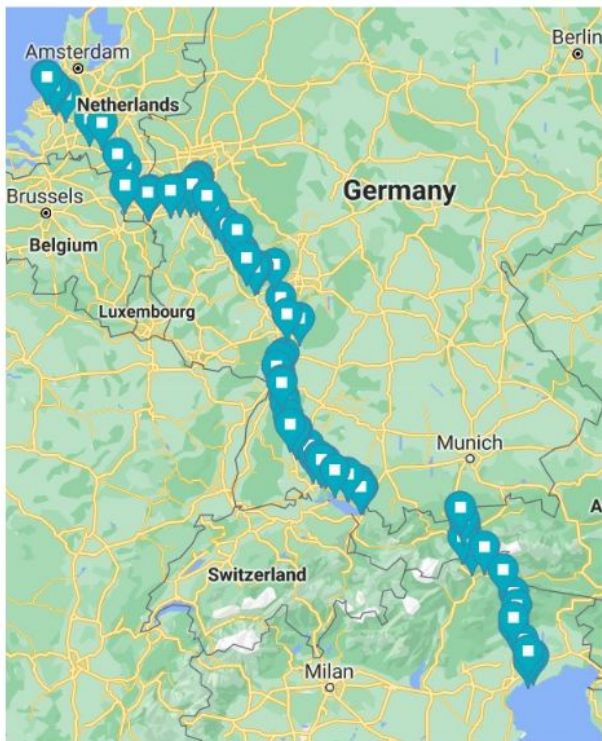 Amsterdam
Berlin
Netherlands
Brussels
Germany
Belgium
Luxembourg
Munich
A
Switzerland
Milan